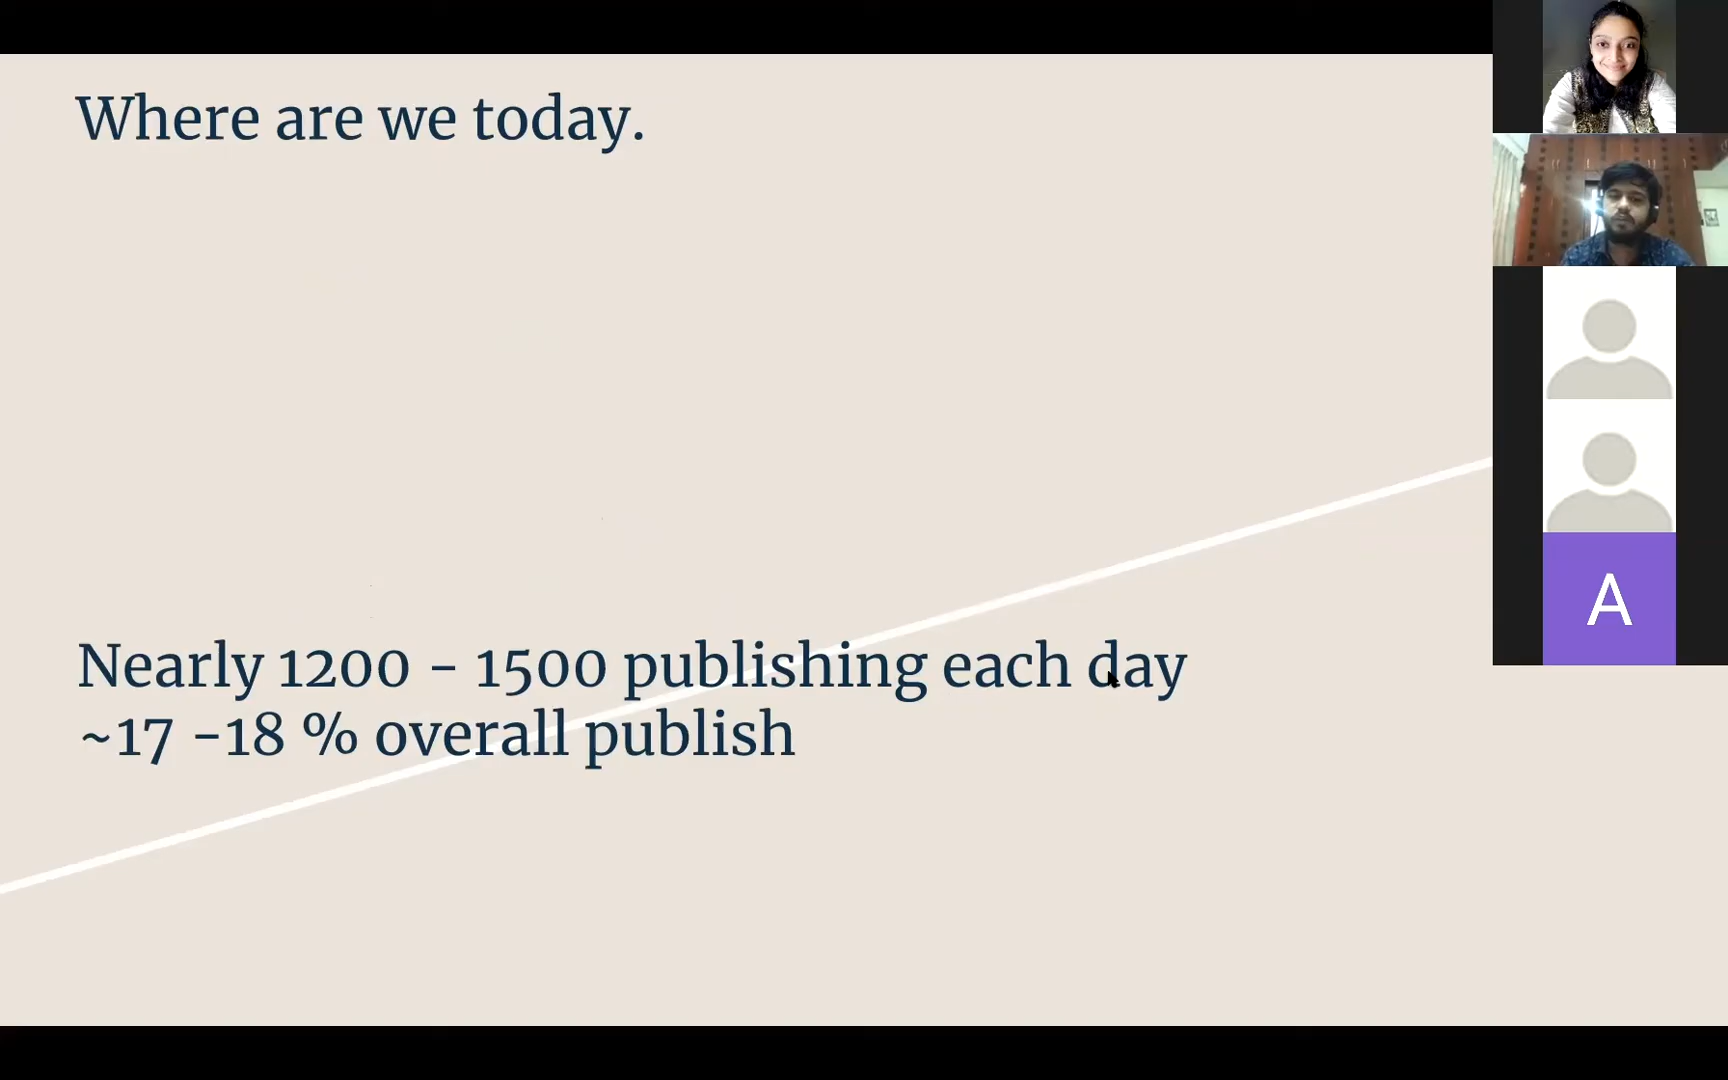 Where are we today.
Nearly 1200 - 1500 publishing each day
~17 -18 % overall publish
A